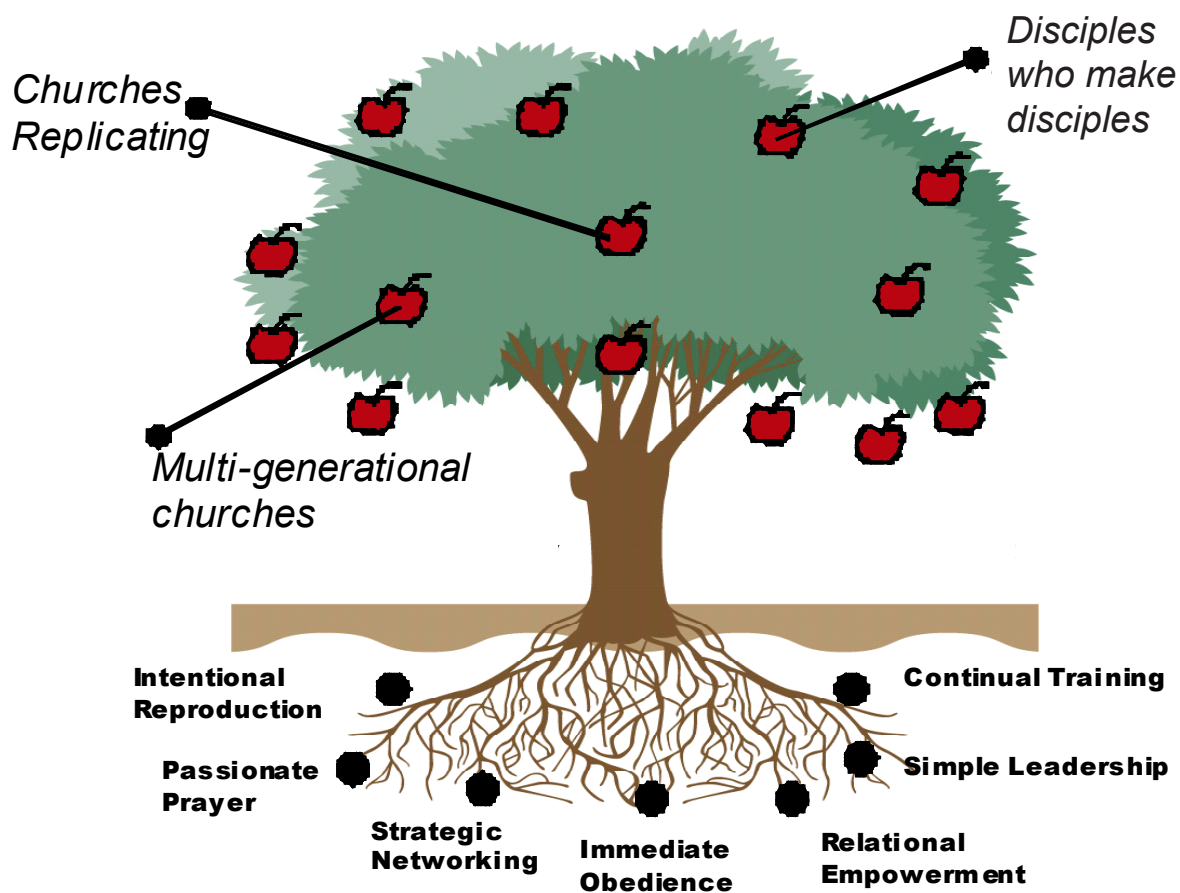 Churches
Replicating
Disciples
who make
disciples
Multi-generational
churches
Intentional
Reproduction
Continual Training
Passionate
Prayer
Simple Leadership
Strategic
Networking
Immediate
Obedience
Relational
Empowerment